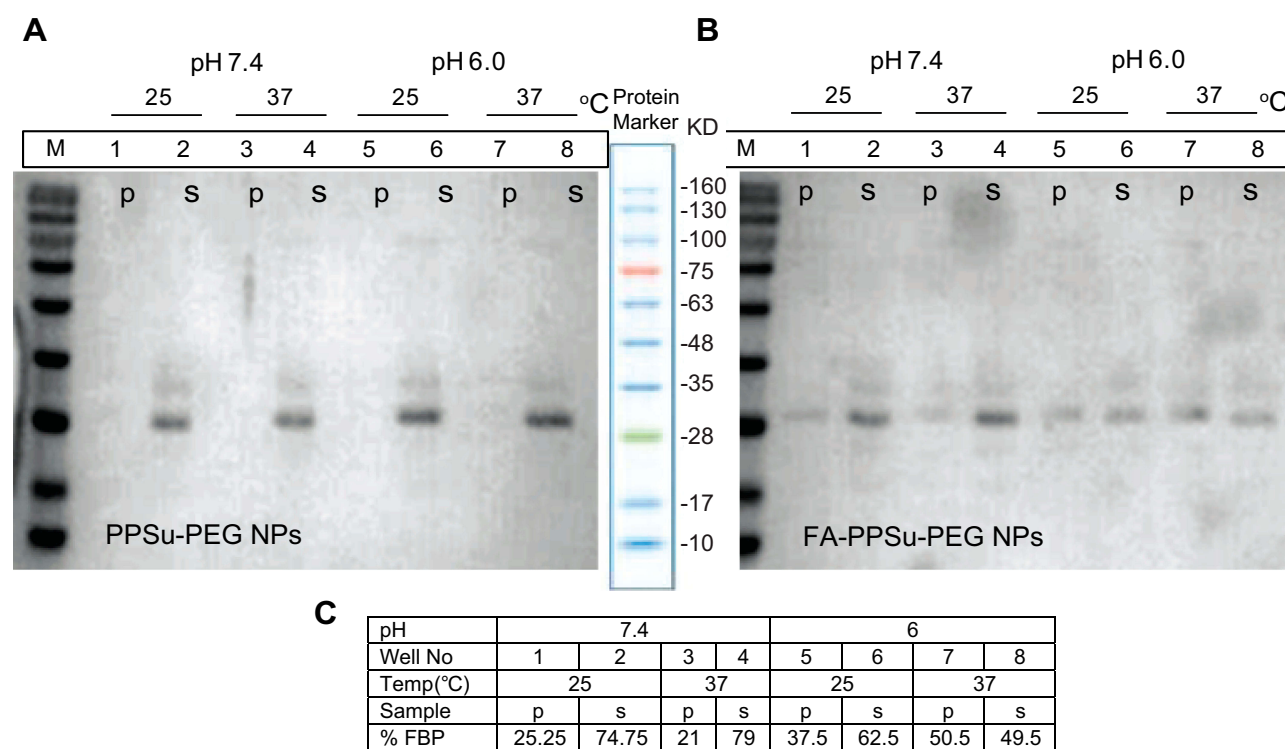 A
pH 7.4 pH 6.0
25 37 25 37 °C
M 1 2 3 4 5 6 7 8
p s p s p s p s
PPSu-PEG NPs
Protein
Marker
KD
-160
-130
-100
-75
-63
-48
-35
-28
-17
-10
B
pH 7.4 pH 6.0
25 37 25 37 °C
M 1 2 3 4 5 6 7 8
p s p s p s p s
FA-PPSu-PEG NPs
C
pH 7.4 6
Well No 1 2 3 4 5 6 7 8
Temp(°C) 25 37 25 37
Sample p s p s p s p s
% FBP 25.25 74.75 21 79 37.5 62.5 50.5 49.5